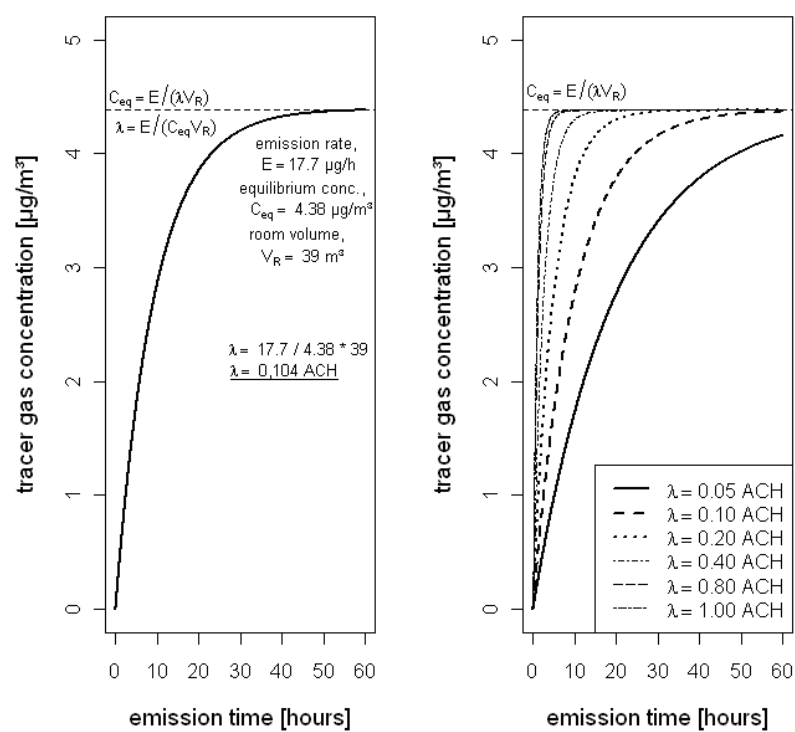 C_eq = E/(λV_R)
λ = E/(C_eqV_R)
emission rate,
E = 17.7 µg/h
equilibrium conc.,
C_eq = 4.38 µg/m³
room volume,
V_R = 39 m³
λ = 17.7 / 4.38 * 39
λ = 0,104 ACH
5
4
3
2
1
0
tracer gas concentration [µg/m³]
0 10 20 30 40 50 60
emission time [hours]
C_eq = E/(λV_R)
5
4
3
2
1
0
tracer gas concentration [µg/m³]
λ = 0.05 ACH
λ = 0.10 ACH
λ = 0.20 ACH
λ = 0.40 ACH
λ = 0.80 ACH
λ = 1.00 ACH
0 10 20 30 40 50 60
emission time [hours]